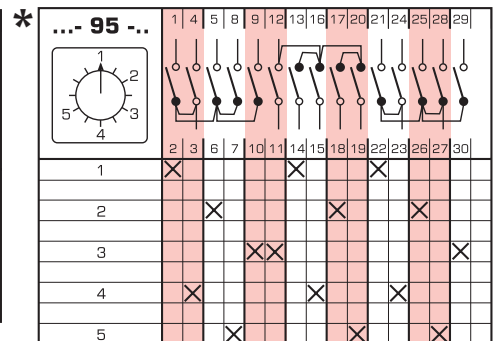 * ...- 95 -.. 1 4 5 8 9 12 13 16 17 20 21 24 25 28 29
1
2
3
4
5
2 3 6 7 10 11 14 15 18 19 22 23 26 27 30
1 X X X
2 X X X
3 X X X
4 X X X
5 X X X